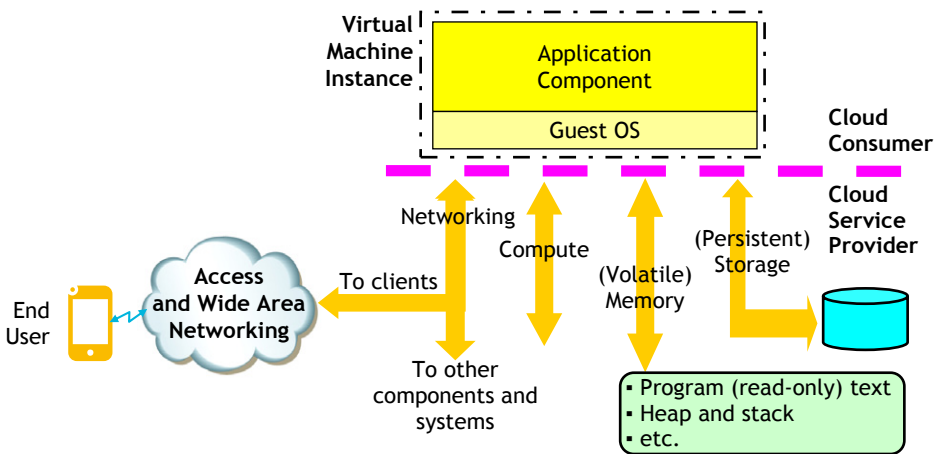 Virtual
Machine
Instance
Application
Component
Guest OS
Cloud
Consumer
Cloud
Service
Provider
Networking
Compute
(Volatile)
Memory
(Persistent)
Storage
To clients
Access
and Wide Area
Networking
End
User
To other
components and
systems
▪ Program (read-only) text
▪ Heap and stack
▪ etc.